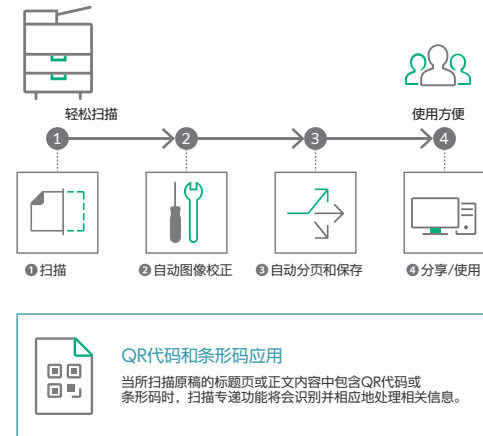 轻松扫描
使用方便
1 2 3 4
❶扫描
❷自动图像校正
❸自动分页和保存
❹分享/使用
QR代码和条形码应用
当所扫描原稿的标题页或正文内容中包含QR代码或
条形码时，扫描专递功能将会识别并相应地处理相关信息。